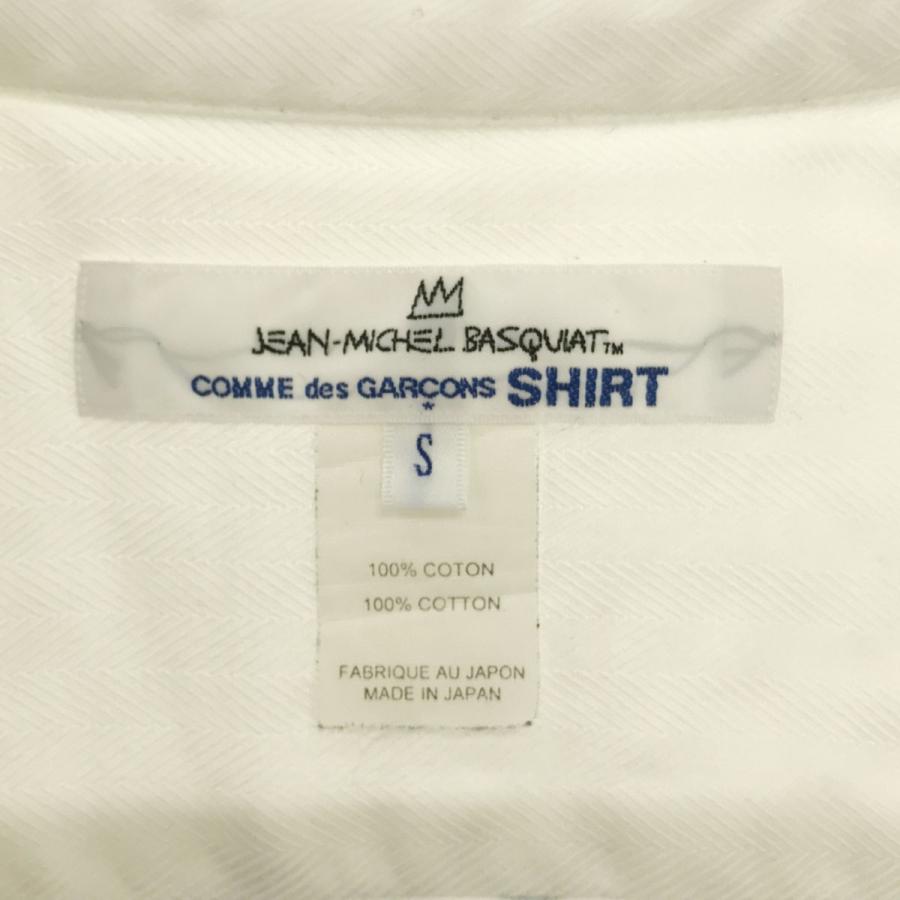 JEAN-MICHEL BASQUIAT™
COMME des GARÇONS SHIRT
*
S
100% COTON
100% COTTON
FABRIQUE AU JAPON
MADE IN JAPAN